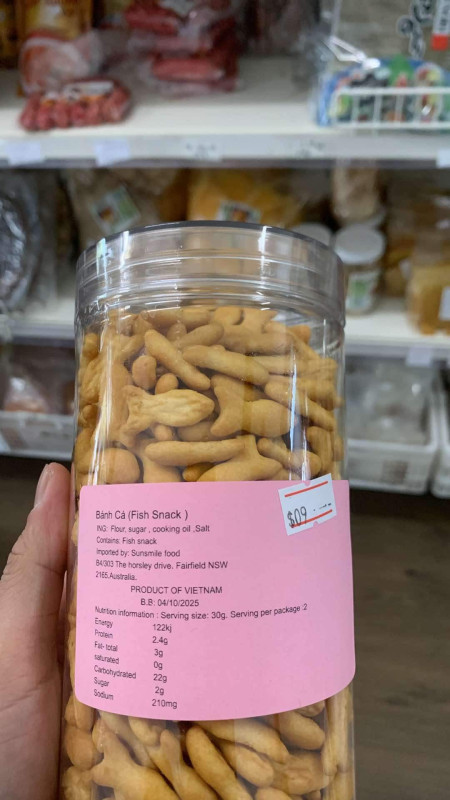 Bánh Cá (Fish Snack )
ING: Flour, sugar , cooking oil ,Salt
Contains: Fish snack
Imported by: Sunsmile food
B4/303 The horsley drive. Fairfield NSW
2165,Australia.
PRODUCT OF VIETNAM
B.B: 04/10/2025
Nutrition information : Serving size: 30g, Serving per package :2
Energy 122kj
Protein 2.4g
Fat- total 3g
saturated 0g
Carbohydrated 22g
Sugar 2g
Sodium 210mg
$09